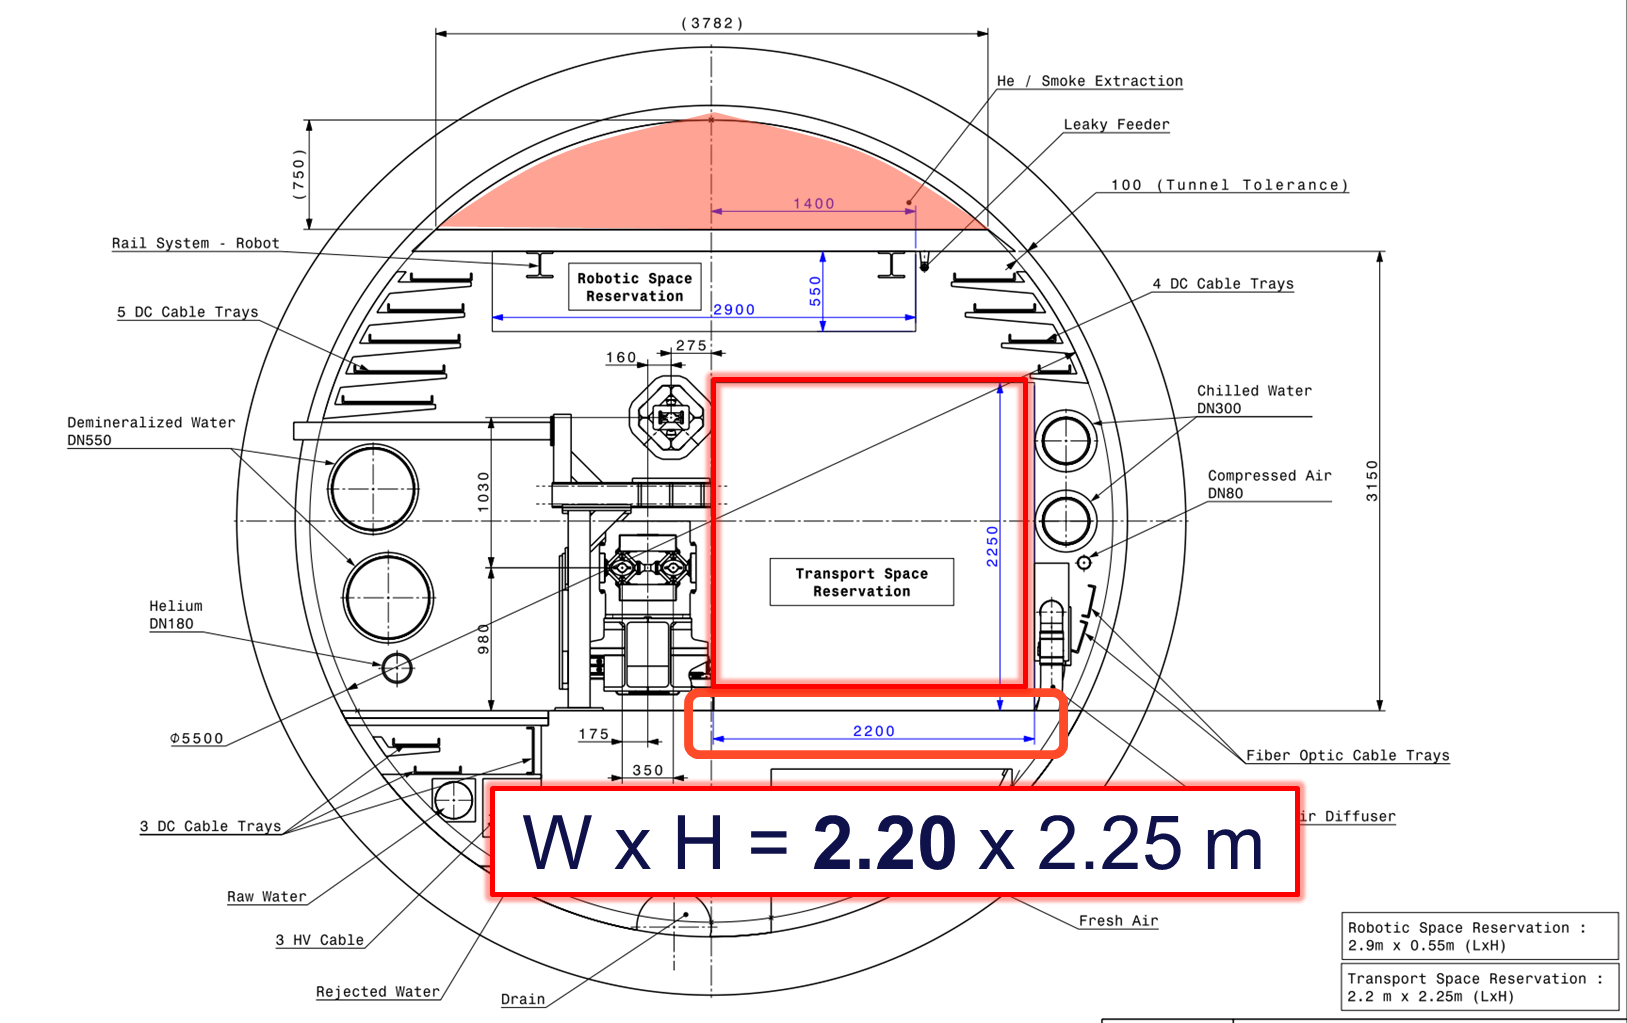 (3782)
He / Smoke Extraction
Leaky Feeder
(750)
100 (Tunnel Tolerance)
1400
Rail System - Robot
Robotic Space
Reservation
550
4 DC Cable Trays
5 DC Cable Trays
2900
275
160
Chilled Water
DN300
Demineralized Water
DN550
1030
3150
Compressed Air
DN80
2250
Transport Space
Reservation
Helium
DN180
980
Φ5500
175
2200
350
Fiber Optic Cable Trays
3 DC Cable Trays
W x H = 2.20 x 2.25 m
ir Diffuser
Raw Water
Fresh Air
3 HV Cable
Robotic Space Reservation :
2.9m x 0.55m (LxH)
Rejected Water
Drain
Transport Space Reservation :
2.2 m x 2.25m (LxH)